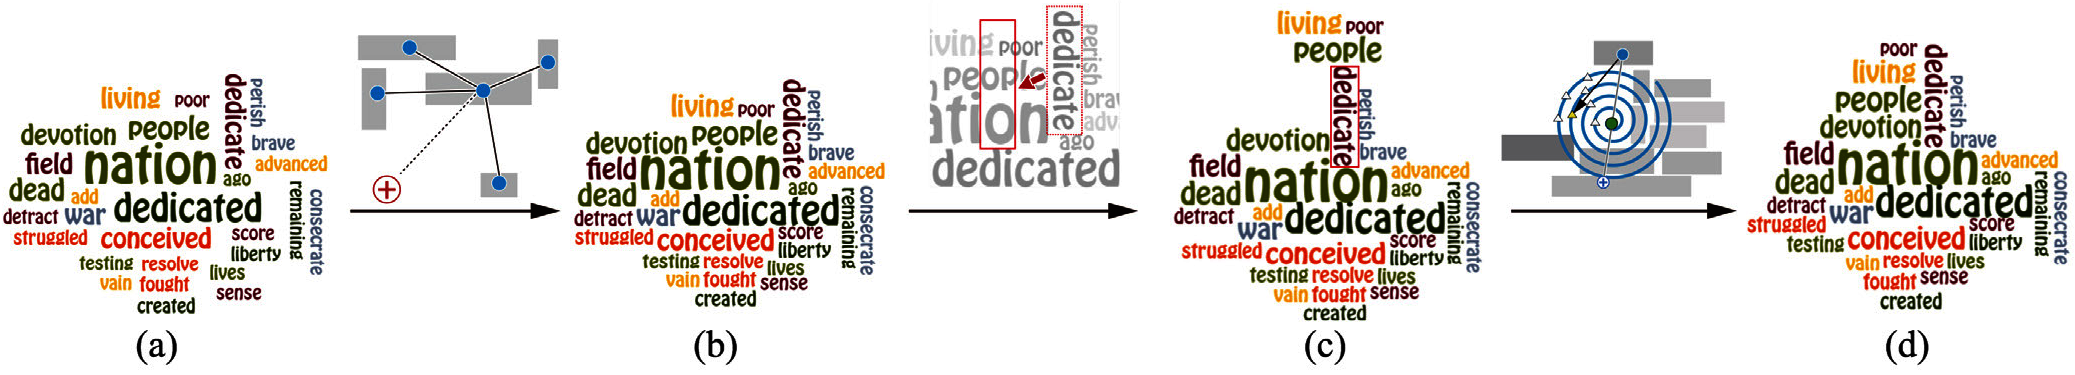 living poor dedicate perish
devotion people brave
field nation advanced
dead add ago remaining consecrate
detract war dedicated
struggled conceived score
liberty
testing resolve lives
vain fought sense
created
(a)
living poor dedicate perish
devotion people brave
field nation advanced
dead add ago remaining consecrate
detract war dedicated
struggled conceived score
liberty
testing resolve lives
vain fought sense
created
(b)
iving poor dedicate perish
people brav
ation adv
ago
dedicated
living poor
people
dedicate perish
devotion brave
field nation advanced
dead add ago remaining consecrate
detract war dedicated
struggled conceived score
liberty
testing resolve lives
vain fought sense
created
(c)
poor dedicate
living perish
people
devotion brave
field nation advanced
dead add ago remaining consecrate
detract war dedicated
struggled conceived score
testing liberty
vain resolve lives
fought sense
created
(d)